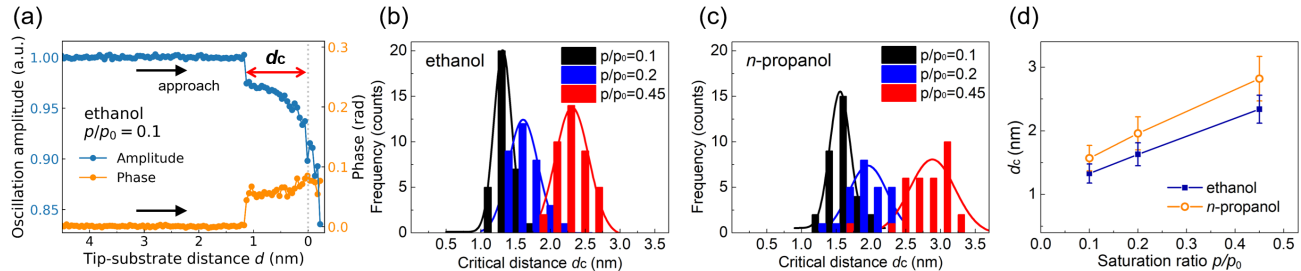 (a)
Oscillation amplitude (a.u.)
1.00
0.95
0.90
0.85
dc
approach
ethanol
p/p₀ = 0.1
Amplitude
Phase
0.3
0.2
0.1
0.0
Phase (rad)
4
3
2
1
0
Tip-substrate distance d (nm)
(b)
Frequency (counts)
20
15
10
5
0
ethanol
p/p₀=0.1
p/p₀=0.2
p/p₀=0.45
0.0
0.5
1.0
1.5
2.0
2.5
3.0
3.5
Critical distance dc (nm)
(c)
Frequency (counts)
20
15
10
5
0
n-propanol
p/p₀=0.1
p/p₀=0.2
p/p₀=0.45
0.0
0.5
1.0
1.5
2.0
2.5
3.0
3.5
Critical distance dc (nm)
(d)
dc (nm)
3
2
1
ethanol
n-propanol
0.0
0.1
0.2
0.3
0.4
0.5
Saturation ratio p/p₀